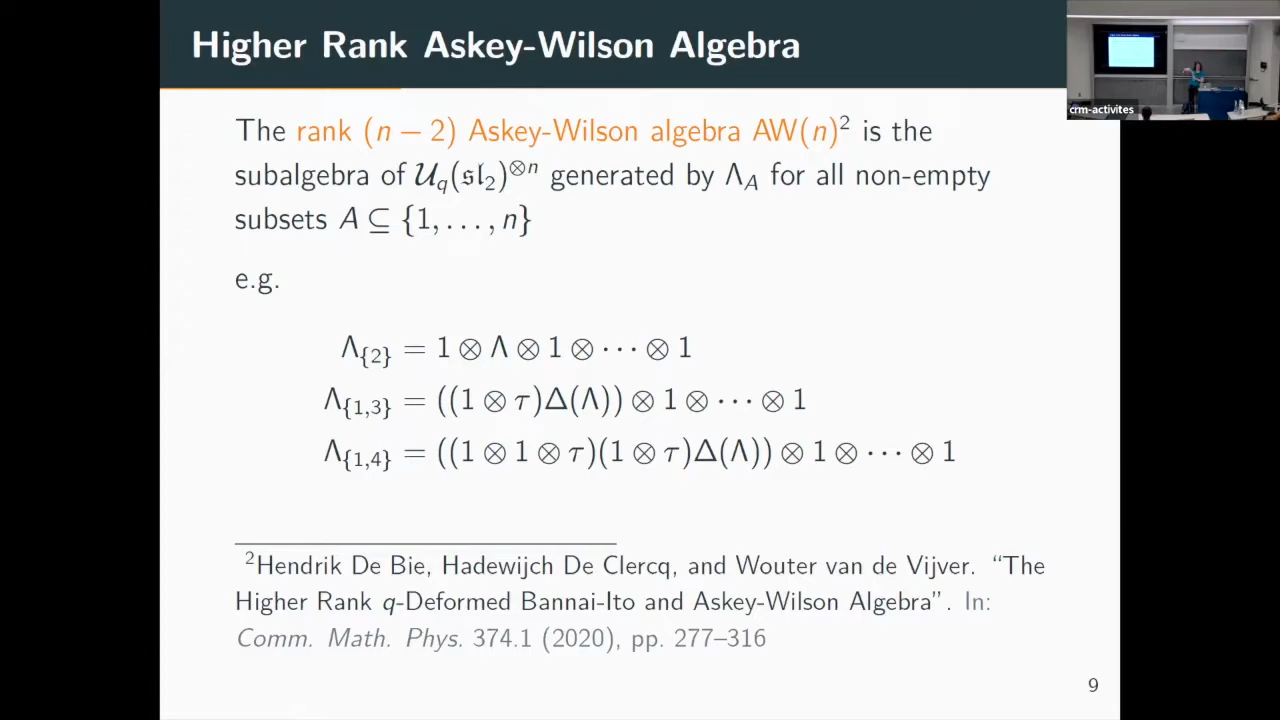 Higher Rank Askey-Wilson Algebra
crm-activites
The rank (n − 2) Askey-Wilson algebra AW(n)² is the
subalgebra of 𝒰_q(𝔰𝔩₂)^{⊗n} generated by Λ_A for all non-empty
subsets A ⊆ {1, . . . , n}
e.g.
Λ_{2} = 1 ⊗ Λ ⊗ 1 ⊗ · · · ⊗ 1
Λ_{1,3} = ((1 ⊗ τ)Δ(Λ)) ⊗ 1 ⊗ · · · ⊗ 1
Λ_{1,4} = ((1 ⊗ 1 ⊗ τ)(1 ⊗ τ)Δ(Λ)) ⊗ 1 ⊗ · · · ⊗ 1
²Hendrik De Bie, Hadewijch De Clercq, and Wouter van de Vijver. “The
Higher Rank q-Deformed Bannai-Ito and Askey-Wilson Algebra”. In:
Comm. Math. Phys. 374.1 (2020), pp. 277–316
9